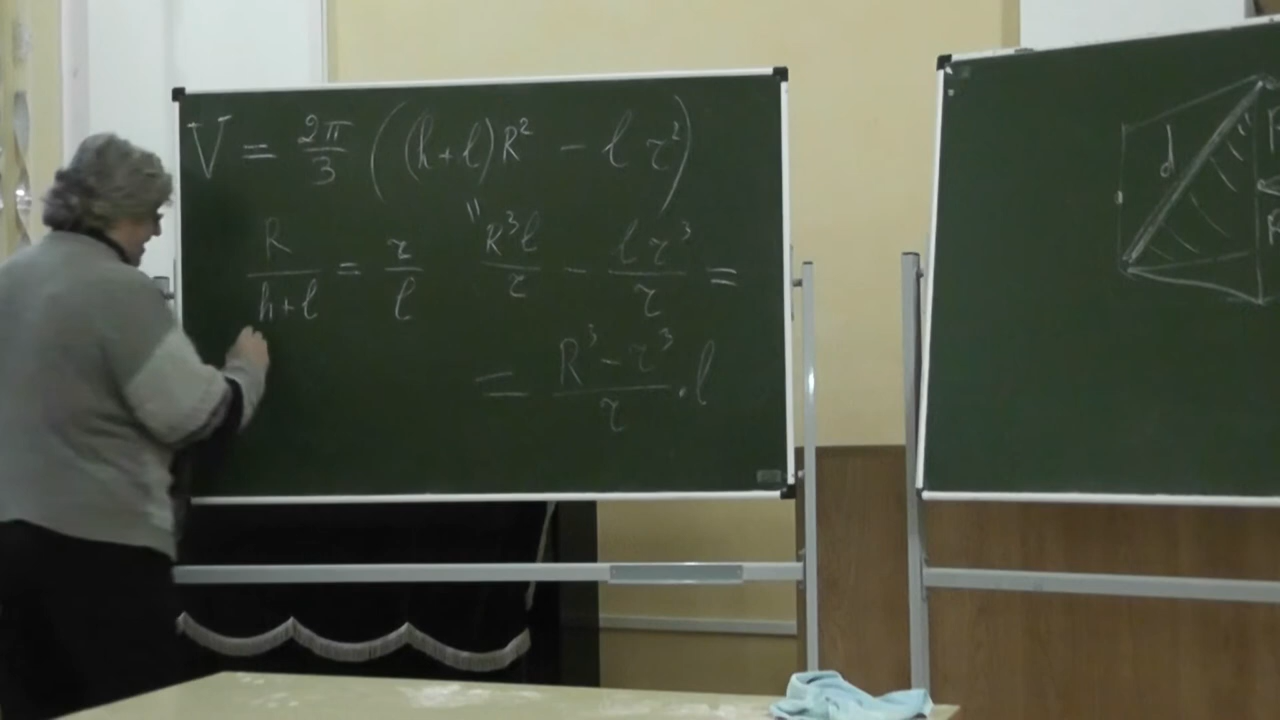 V = 2π/3 ((h+l)R² − l r²)
"
R/(h+l) = r/l   R³l/r − l r³/r =
= (R³ − r³)/r · l
d